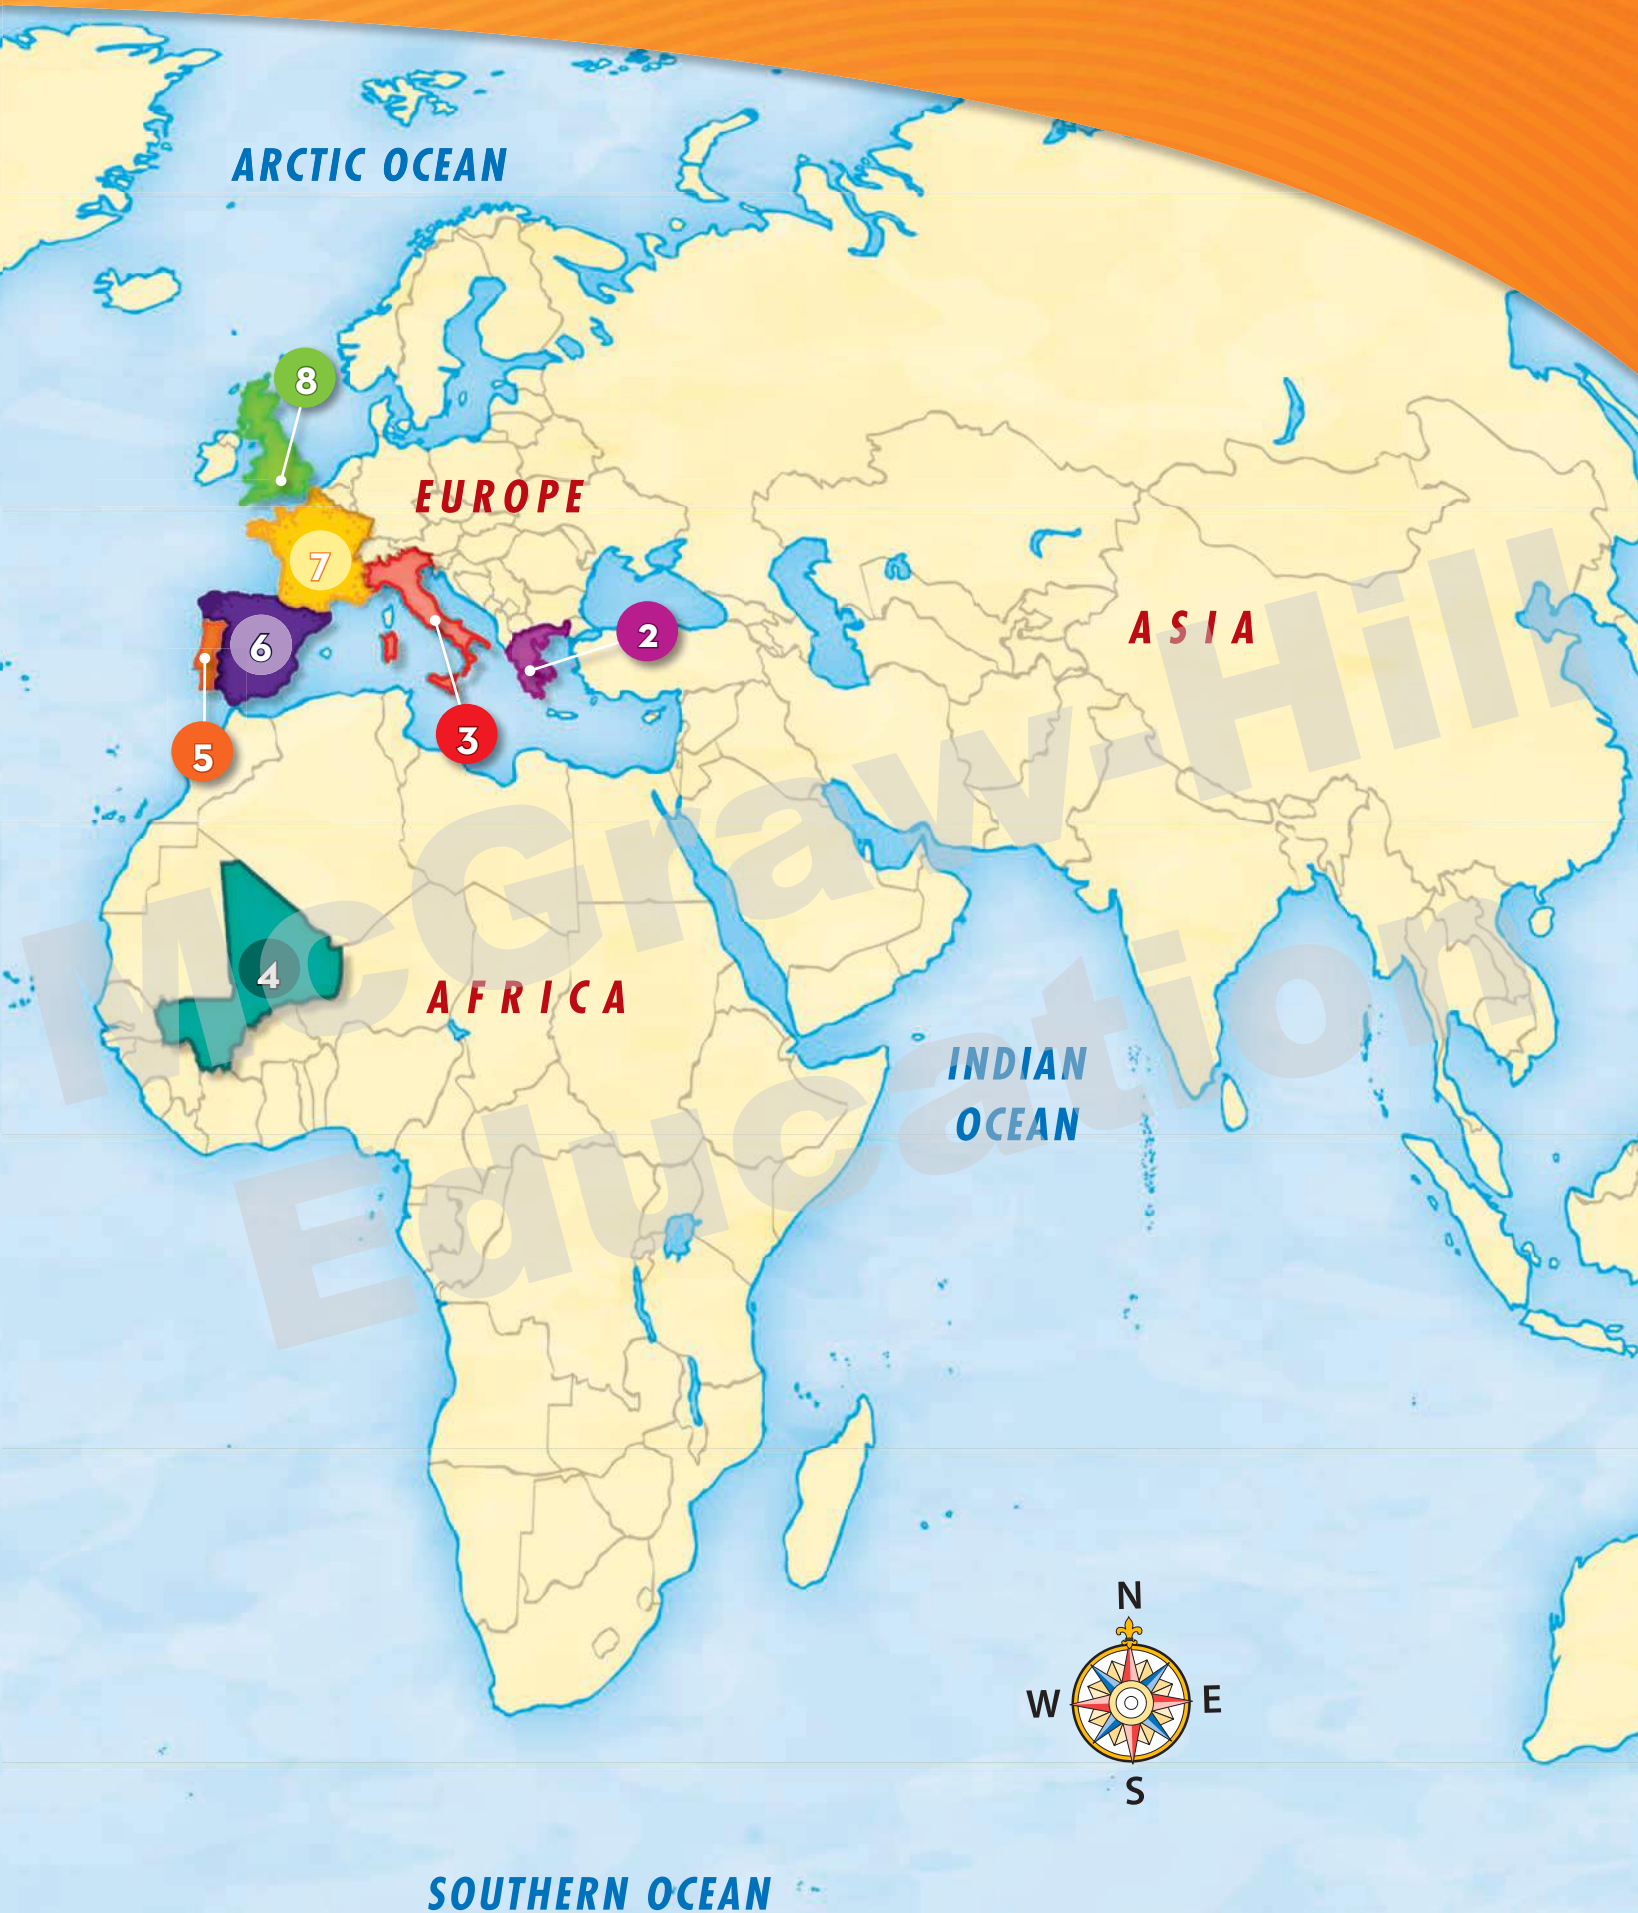 ARCTIC OCEAN
8
EUROPE
7
2
ASIA
6
3
5
4
AFRICA
INDIAN
OCEAN
McGraw-Hill
Education
N
W
E
S
SOUTHERN OCEAN